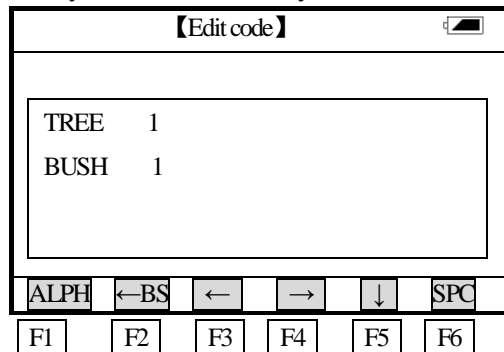 【Edit code】
TREE 1
BUSH 1
ALPH ←BS ← → ↓ SPC
F1 F2 F3 F4 F5 F6